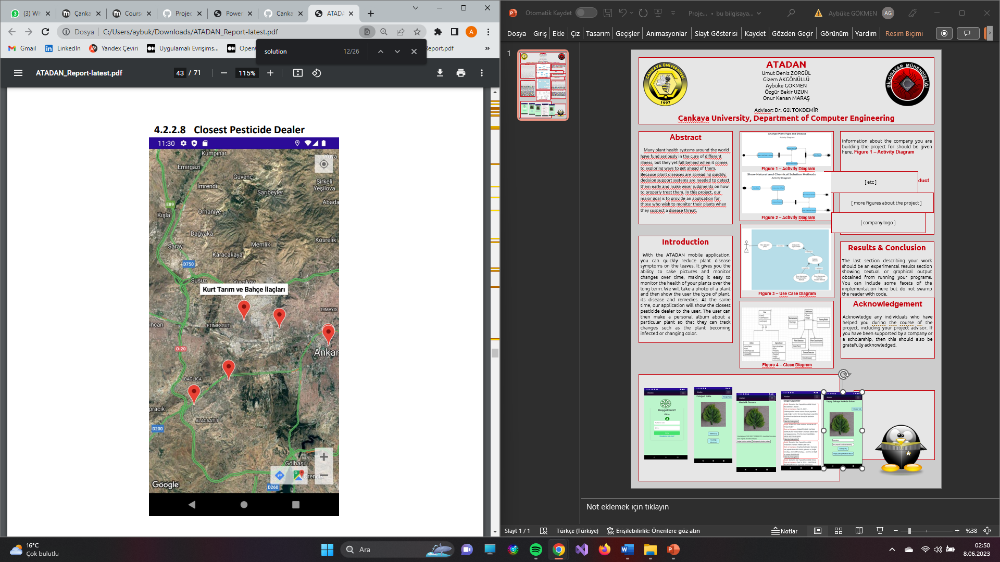 (3) Wh
Çanka
Cours
Projec
Power
Canka
ATADA
Dosya
C:/Users/aybuk/Downloads/ATADAN_Report-latest.pdf
Gmail
LinkedIn
Yandex Çeviri
Uygulamalı Evrişims...
OpenC
Report.pdf
solution
12/26
ATADAN_Report-latest.pdf
43 / 71
115%
4.2.2.8 Closest Pesticide Dealer
11:30
Kumpınar
Yuva
Emirgazi
Güvenç
İmrendi
Sirkeli
Yeşilova
Sarıbeyler
Abada
E89
Kışla
Orhaniye
Dağyaka
Kösrelik
Memlik
Saray
Karacakaya
D750
Susuz
Yuvaköy
Kurt Tarım ve Bahçe İlaçları
19MAYIS
incan
ETİMESGUT
O-20
Ankar
BAĞLICA
pracık
ALACAATLI
D200
Gölbaşı
Örencik
D260
Google
Otomatik Kaydet
Proje... • bu bilgisaya...
Aybüke GÖKMEN
AG
Dosya
Giriş
Ekle
Çiz
Tasarım
Geçişler
Animasyonlar
Slayt Gösterisi
Kaydet
Gözden Geçir
Görünüm
Yardım
Resim Biçimi
1
ÇANKAYA ÜNİVERSİTESİ
1997
ATADAN
Umut Deniz ZORGÜL
Gizem AKGÖNÜLLÜ
Aybüke GÖKMEN
Özgür Bekir UZUN
Onur Kenan MARAŞ
Advisor: Dr. Gül TOKDEMİR
Çankaya University, Department of Computer Engineering
BİLGİSAYAR MÜHENDİSLİĞİ
Abstract
Many plant health systems around the world
have fund seriously in the cure of different
illness, but they yet fall behind when it comes
to exploring ways to get ahead of them.
Because plant diseases are spreading quickly,
decision support systems are needed to detect
them early and make wiser judgments on how
to properly treat them. In this project, our
major goal is to provide an application for
those who wish to monitor their plants when
they suspect a disease threat.
Introduction
With the ATADAN mobile application,
you can quickly reduce plant disease
symptoms on the leaves. It gives you the
ability to take pictures and monitor
changes over time, making it easy to
monitor the health of your plants over the
long term. We will take a photo of a plant
and then show the user the type of plant,
its disease and remedies. At the same
time, our application will show the closest
pesticide dealer to the user. The user can
then make a personal album about a
particular plant so that they can track
changes such as the plant becoming
infected or changing color.
Analyze Plant Type and Disease
Activity Diagram
Figure 1 – Activity Diagram
Show Natural and Chemical Solution Methods
Activity Diagram
Figure 2 – Activity Diagram
Figure 3 – Use Case Diagram
Figure 4 – Class Diagram
Information about the company you are
building the project for should be given
here. Figure 1 – Activity Diagram
duct
[ etc ]
[ more figures about the project ]
[ company logo ]
Results & Conclusion
The last section describing your work
should be an experimental results section
showing textual or graphical output
obtained from running your programs.
You can include some facets of the
implementation here but do not swamp
the reader with code.
Acknowledgement
Acknowledge any individuals who have
helped you during the course of the
project, including your project advisor. If
you have been supported by a company or
a scholarship, then this should also be
gratefully acknowledged.
Hoşgeldiniz!!
Giriş
Fotoğraf Yükle
Hastalık Sonucu
Doğal Çözümler
Yapay Zekaya Katkıda Bulun
Not eklemek için tıklayın
Slayt 1 / 1
Türkçe (Türkiye)
Erişilebilirlik: Önerilere göz atın
Notlar
%38
16°C
Çok bulutlu
Ara
02:50
8.06.2023